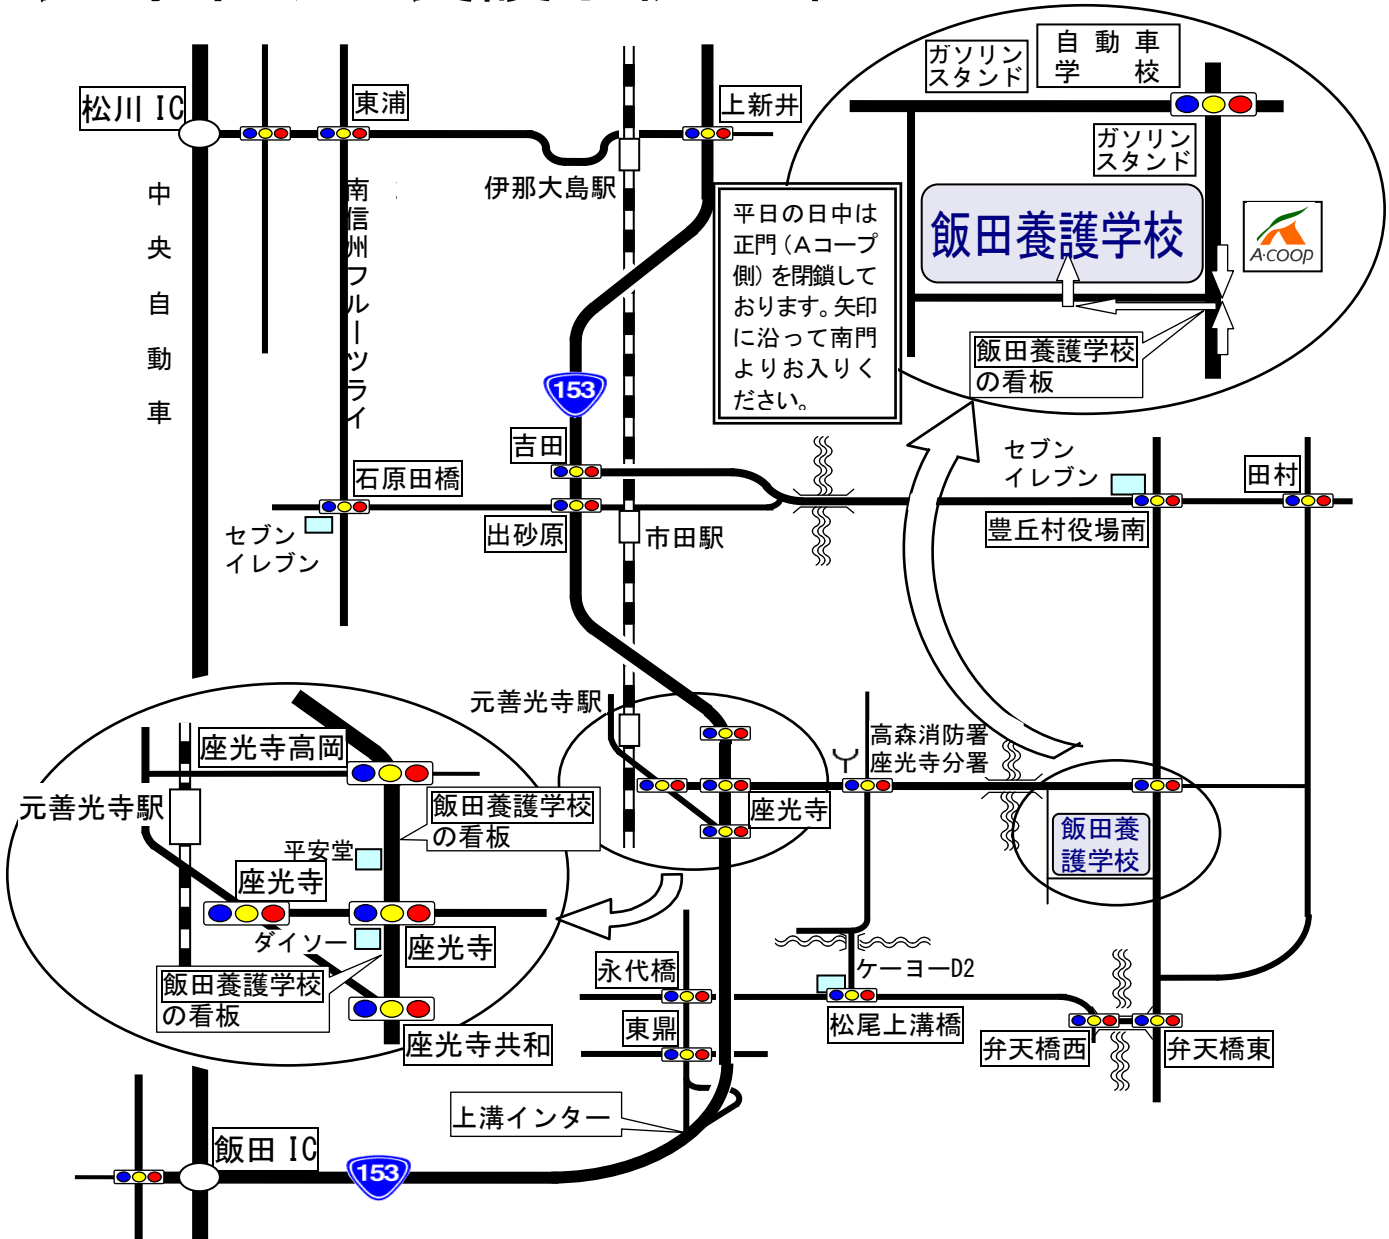 松川 IC
東浦
上新井
伊那大島駅
中央自動車
南信州フルーツライ
ガソリン
スタンド
自動車
学校
ガソリン
スタンド
飯田養護学校
A·COOP
飯田養護学校
の看板
平日の日中は
正門（Aコープ
側）を閉鎖して
おります。矢印
に沿って南門
よりお入りく
ださい。
153
吉田
石原田橋
セブン
イレブン
出砂原
市田駅
セブン
イレブン
田村
豊丘村役場南
元善光寺駅
高森消防署
座光寺分署
座光寺
飯田養
護学校
座光寺高岡
元善光寺駅
飯田養護学校
の看板
平安堂
座光寺
ダイソー
座光寺
飯田養護学校
の看板
座光寺共和
永代橋
ケーヨーD2
東鼎
松尾上溝橋
弁天橋西
弁天橋東
上溝インター
飯田 IC
153